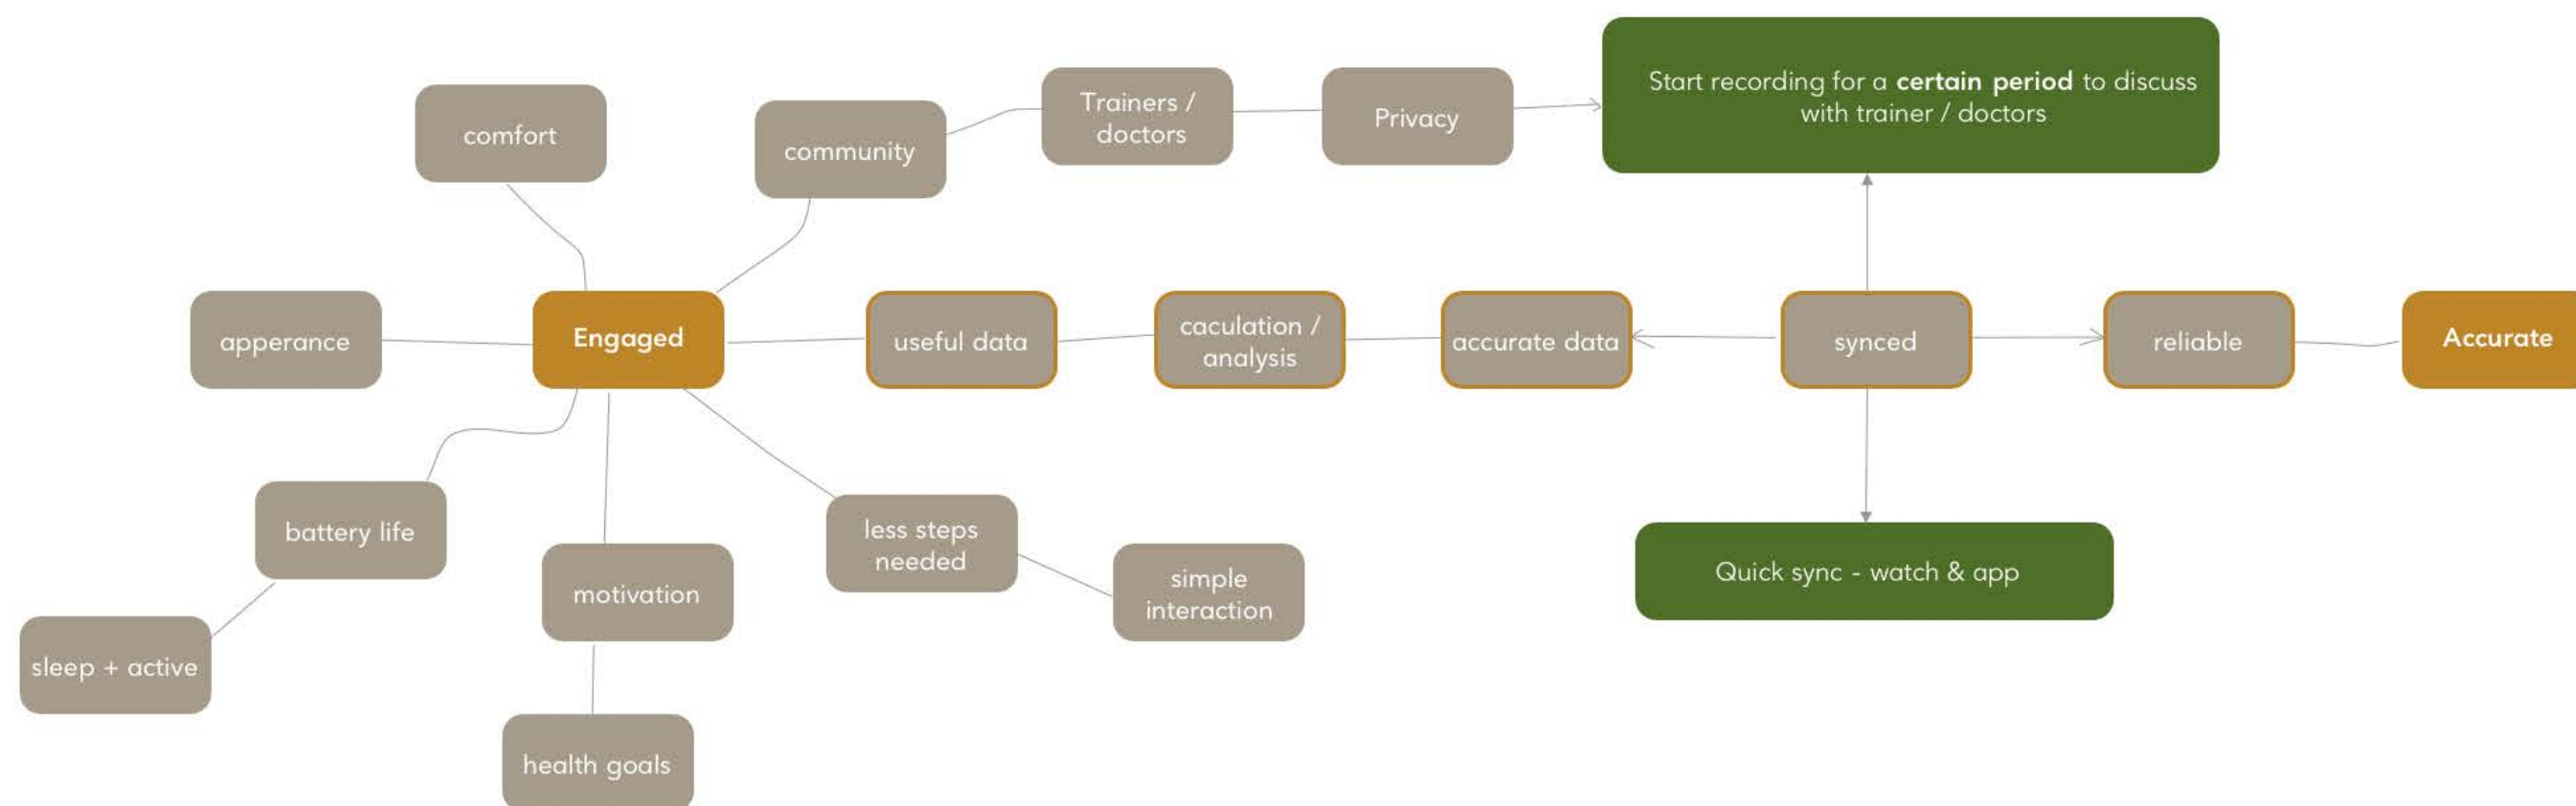 Start recording for a certain period to discuss
with trainer / doctors
Trainers /
doctors
Privacy
comfort
community
apperance
Engaged
useful data
caculation /
analysis
accurate data
synced
reliable
Accurate
battery life
less steps
needed
simple
interaction
Quick sync - watch & app
motivation
sleep + active
health goals